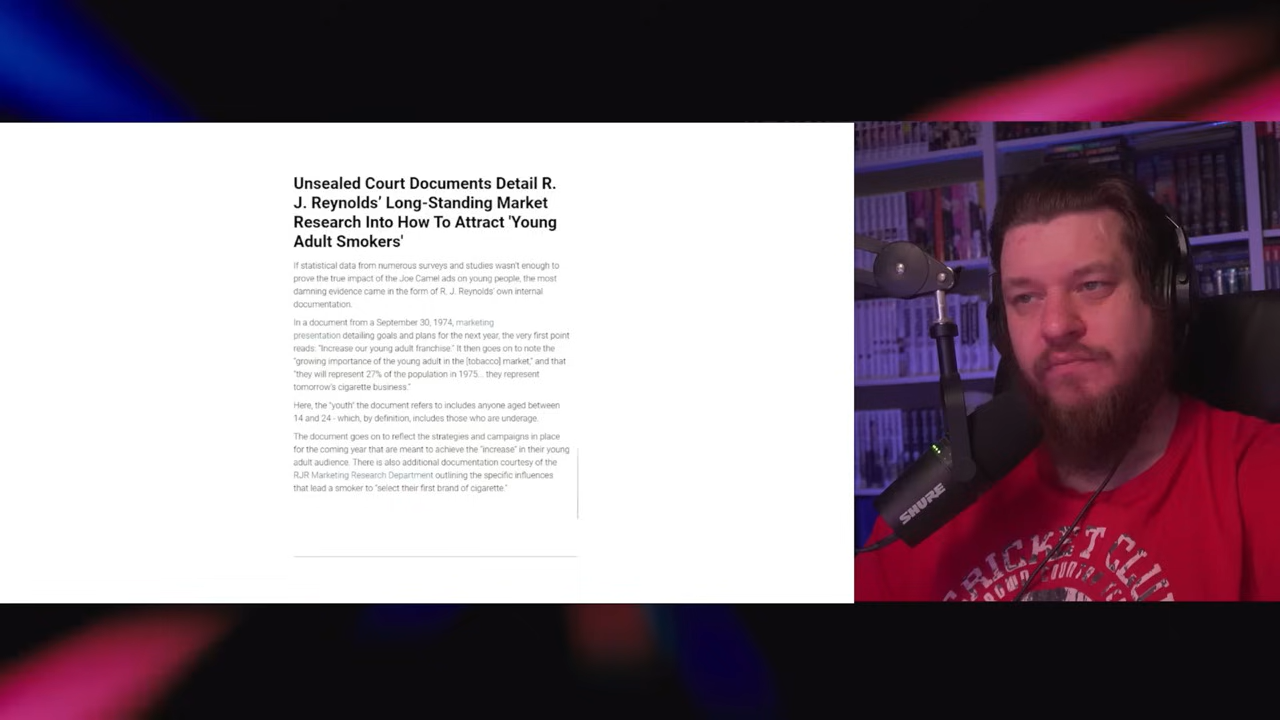 Unsealed Court Documents Detail R.
J. Reynolds’ Long-Standing Market
Research Into How To Attract 'Young
Adult Smokers'
If statistical data from numerous surveys and studies wasn't enough to
prove the true impact of the Joe Camel ads on young people, the most
damning evidence came in the form of R. J. Reynolds' own internal
documentation.
In a document from a September 30, 1974, marketing
presentation detailing goals and plans for the next year, the very first point
reads: "Increase our young adult franchise." It then goes on to note the
"growing importance of the young adult in the [tobacco] market," and that
"they will represent 27% of the population in 1975... they represent
tomorrow's cigarette business."
Here, the "youth" the document refers to includes anyone aged between
14 and 24 - which, by definition, includes those who are underage.
The document goes on to reflect the strategies and campaigns in place
for the coming year that are meant to achieve the "increase" in their young
adult audience. There is also additional documentation courtesy of the
RJR Marketing Research Department outlining the specific influences
that lead a smoker to "select their first brand of cigarette."
SHURE
CRICKET CLU
DOWN COUNTRY